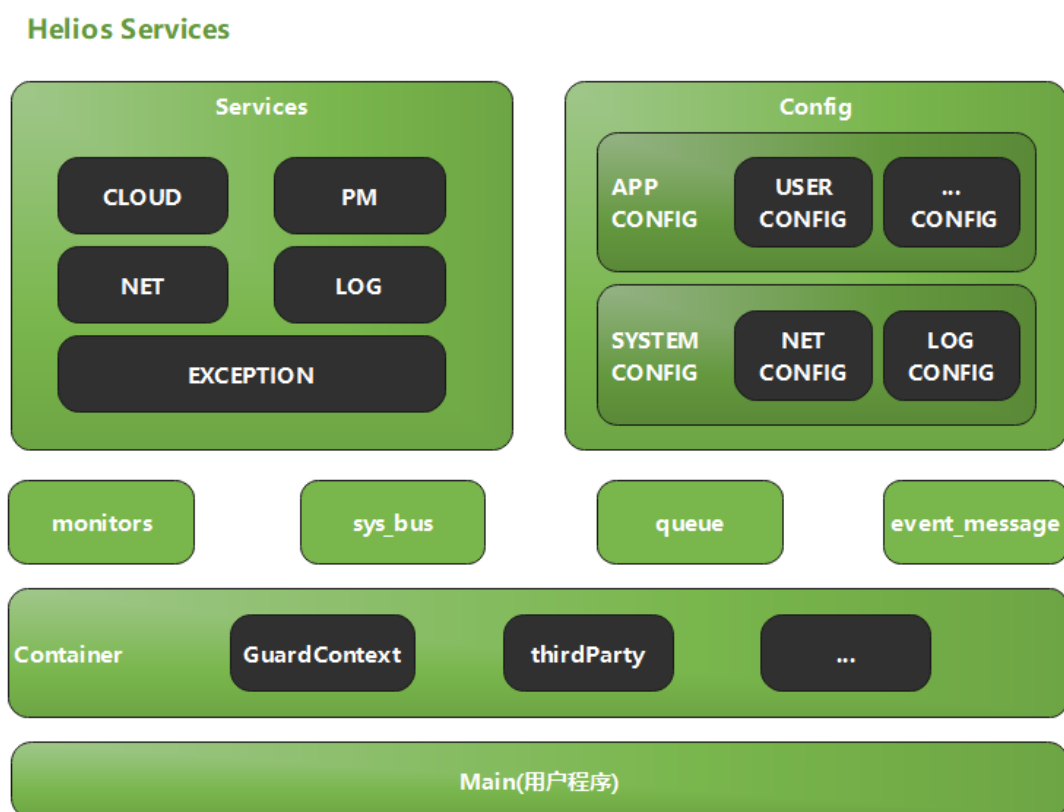 Helios Services
Services
CLOUD
PM
NET
LOG
EXCEPTION
Config
APP
CONFIG
USER
CONFIG
...
CONFIG
SYSTEM
CONFIG
NET
CONFIG
LOG
CONFIG
monitors
sys_bus
queue
event_message
Container
GuardContext
thirdParty
...
Main(用户程序)